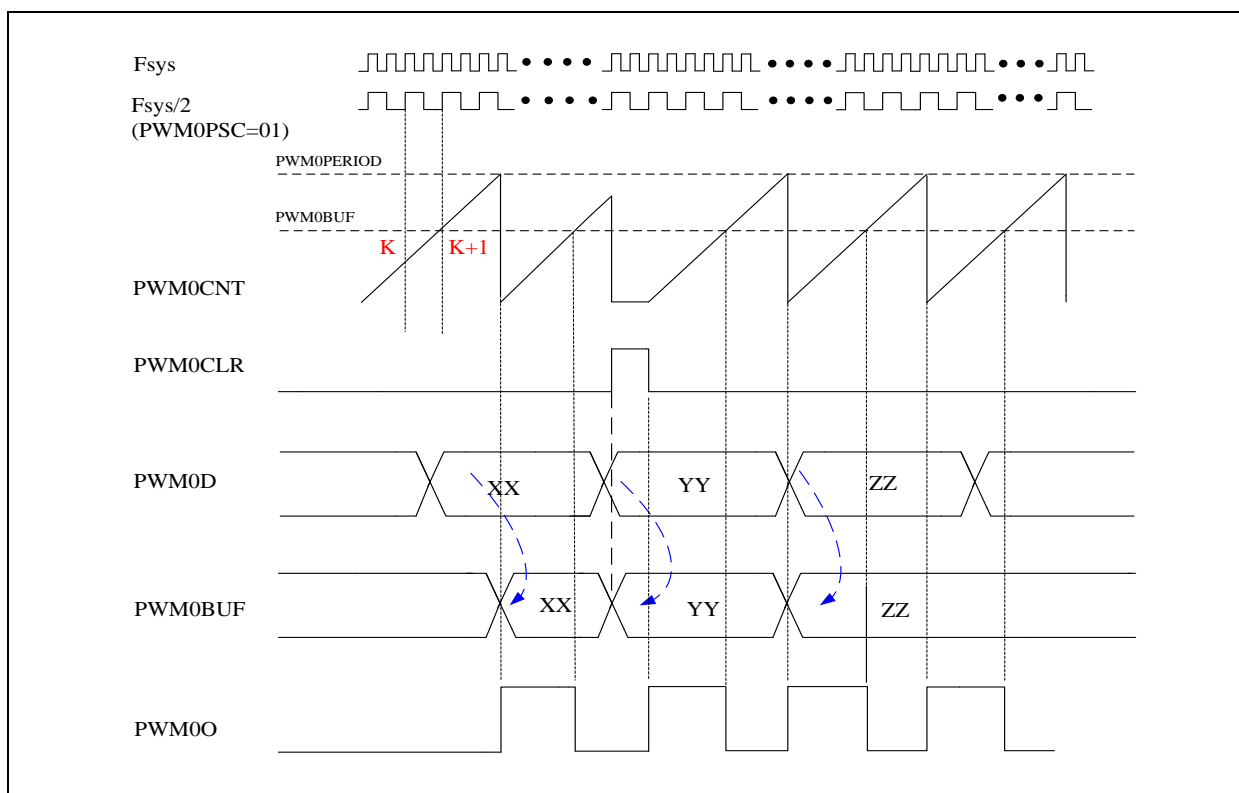 Fsys
Fsys/2
(PWM0PSC=01)
PWM0PERIOD
PWM0BUF
K
K+1
PWM0CNT
PWM0CLR
PWM0D
XX
YY
ZZ
PWM0BUF
XX
YY
ZZ
PWM0O